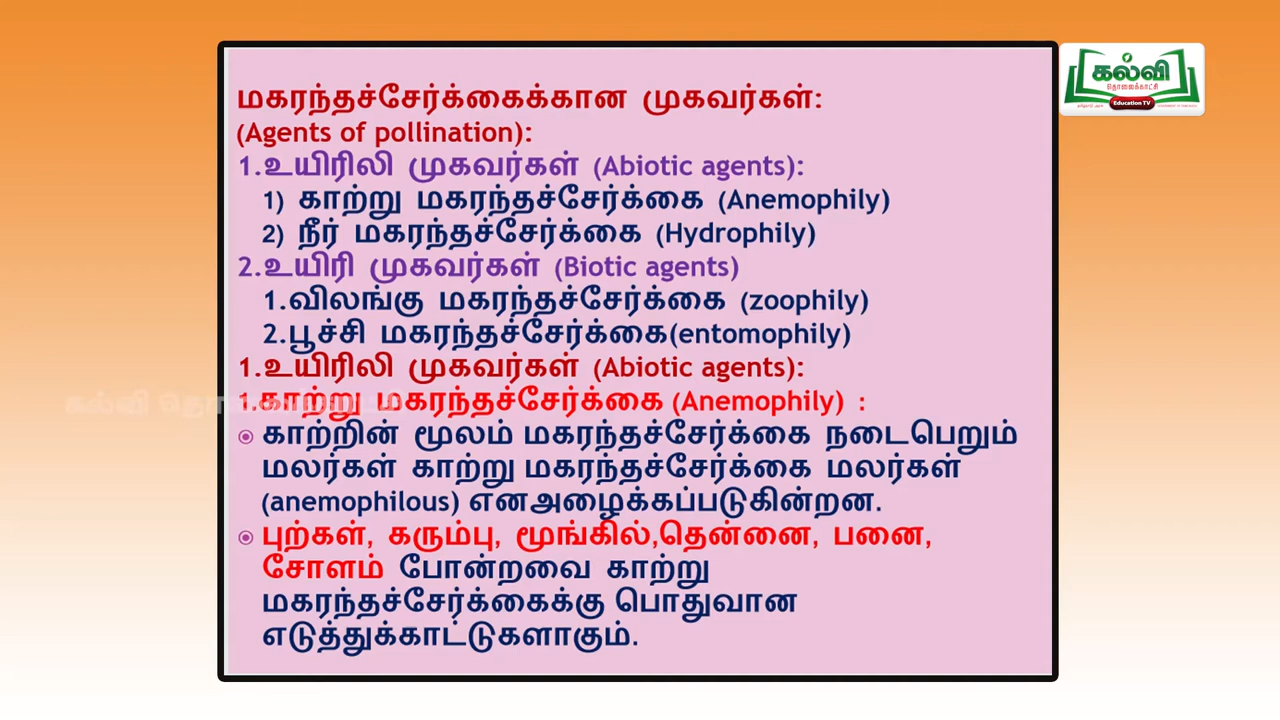 கல்வி
தொலைக்காட்சி
Education TV
மகரந்தச்சேர்க்கைக்கான முகவர்கள்:
(Agents of pollination):
1.உயிரிலி முகவர்கள் (Abiotic agents):
1) காற்று மகரந்தச்சேர்க்கை (Anemophily)
2) நீர் மகரந்தச்சேர்க்கை (Hydrophily)
2.உயிரி முகவர்கள் (Biotic agents)
1.விலங்கு மகரந்தச்சேர்க்கை (zoophily)
2.பூச்சி மகரந்தச்சேர்க்கை(entomophily)
1.உயிரிலி முகவர்கள் (Abiotic agents):
1.காற்று மகரந்தச்சேர்க்கை (Anemophily) :
காற்றின் மூலம் மகரந்தச்சேர்க்கை நடைபெறும்
மலர்கள் காற்று மகரந்தச்சேர்க்கை மலர்கள்
(anemophilous) எனஅழைக்கப்படுகின்றன.
புற்கள், கரும்பு, மூங்கில்,தென்னை, பனை,
சோளம் போன்றவை காற்று
மகரந்தச்சேர்க்கைக்கு பொதுவான
எடுத்துக்காட்டுகளாகும்.
கல்வி தொலைக்காட்சி